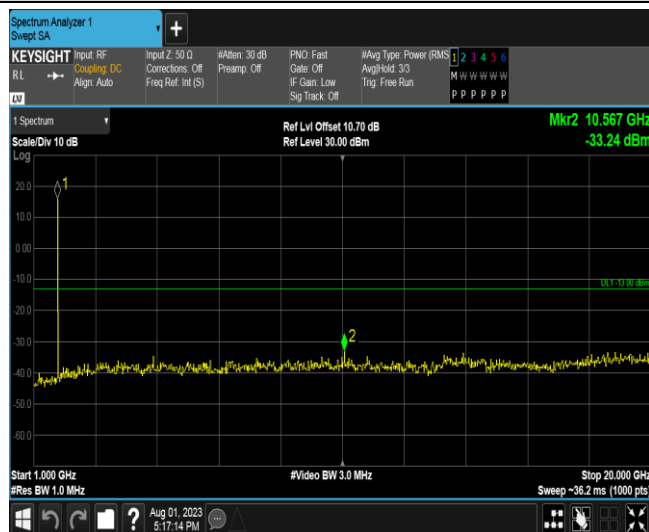 Spectrum Analyzer 1
Swept SA
+
KEYSIGHT Input: RF Input Z: 50 Ω #Atten: 30 dB PNO: Fast #Avg Type: Power (RMS 1 2 3 4 5 6
RL Coupling: DC Corrections: Off Preamp: Off Gate: Off Avg|Hold: 3/3 M W W W W W
Align: Auto Freq Ref: Int (S) IF Gain: Low Trig: Free Run
Sig Track: Off P P P P P P
LXI
1 Spectrum Ref Lvl Offset 10.70 dB Mkr2 10.567 GHz
Scale/Div 10 dB Ref Level 30.00 dBm -33.24 dBm
Log
1
20.0
10.0
0.00
-10.0
DL1 -13.00 dBm
-20.0
-30.0
2
-40.0
-50.0
-60.0
Start 1.000 GHz #Video BW 3.0 MHz Stop 20.000 GHz
#Res BW 1.0 MHz Sweep ~36.2 ms (1000 pts)
? Aug 01, 2023
5:17:14 PM